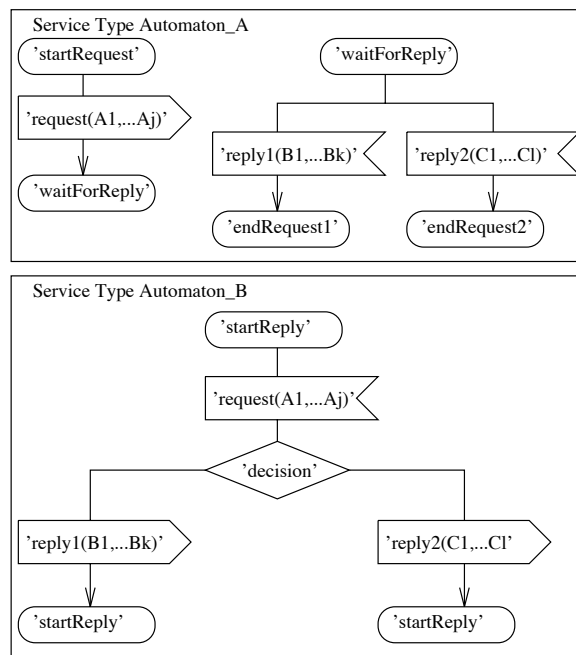 Service Type Automaton_A
'startRequest'
'waitForReply'
'request(A1,...Aj)'
'reply1(B1,...Bk)'
'reply2(C1,...Cl)'
'waitForReply'
'endRequest1'
'endRequest2'
Service Type Automaton_B
'startReply'
'request(A1,...Aj)'
'decision'
'reply1(B1,...Bk)'
'reply2(C1,...Cl'
'startReply'
'startReply'